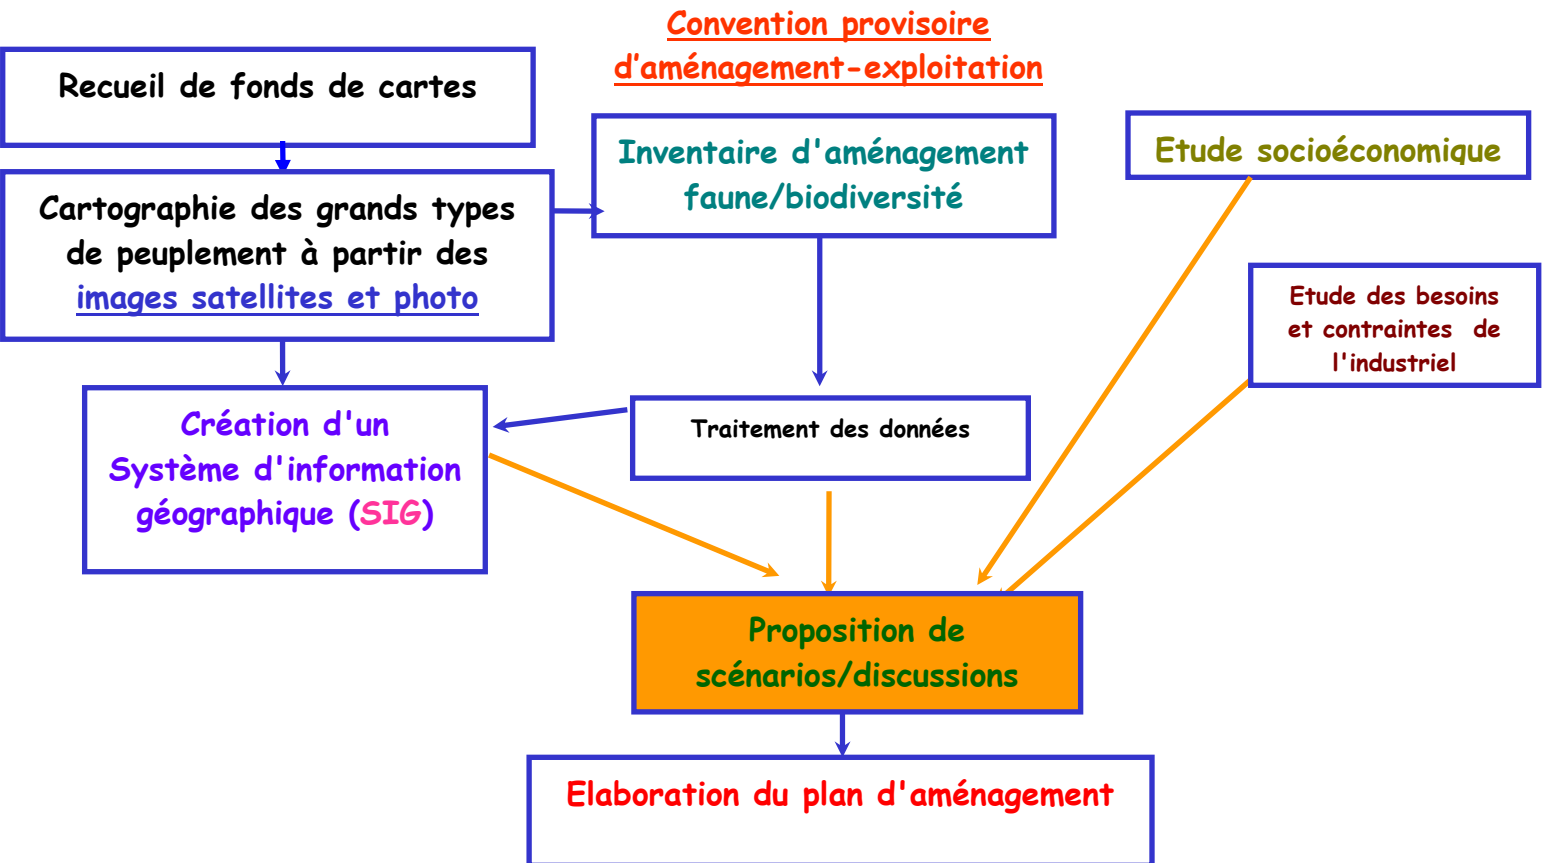 Convention provisoire
d'aménagement-exploitation
Recueil de fonds de cartes
Cartographie des grands types
de peuplement à partir des
images satellites et photo
Inventaire d'aménagement
faune/biodiversité
Etude socioéconomique
Etude des besoins
et contraintes de
l'industriel
Création d'un
Système d'information
géographique (SIG)
Traitement des données
Proposition de
scénarios/discussions
Elaboration du plan d'aménagement